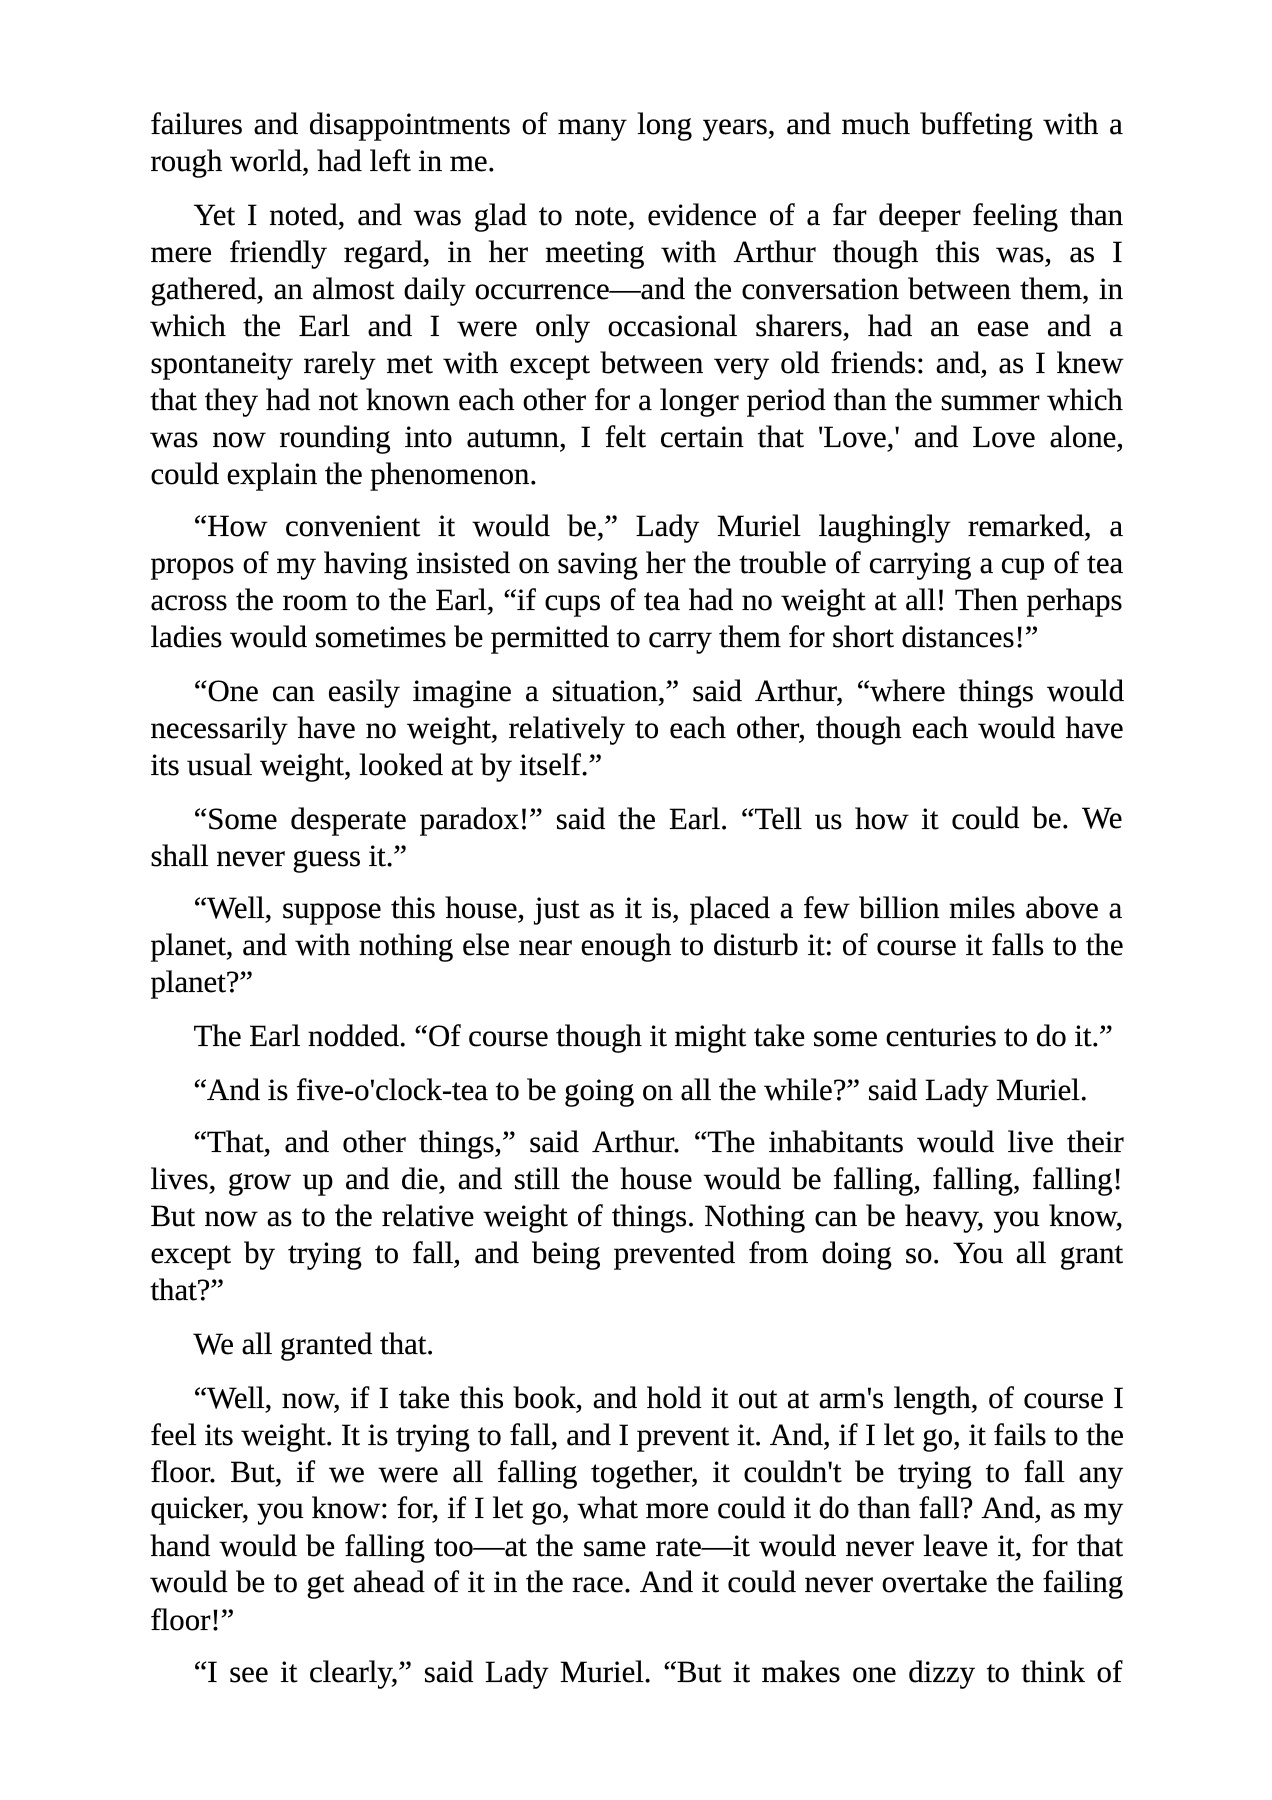 failures and disappointments of many long years, and much buffeting with a
rough world, had left in me.
Yet I noted, and was glad to note, evidence of a far deeper feeling than
mere friendly regard, in her meeting with Arthur though this was, as I
gathered, an almost daily occurrence—and the conversation between them, in
which the Earl and I were only occasional sharers, had an ease and a
spontaneity rarely met with except between very old friends: and, as I knew
that they had not known each other for a longer period than the summer which
was now rounding into autumn, I felt certain that 'Love,' and Love alone,
could explain the phenomenon.
“How convenient it would be,” Lady Muriel laughingly remarked, a
propos of my having insisted on saving her the trouble of carrying a cup of tea
across the room to the Earl, “if cups of tea had no weight at all! Then perhaps
ladies would sometimes be permitted to carry them for short distances!”
“One can easily imagine a situation,” said Arthur, “where things would
necessarily have no weight, relatively to each other, though each would have
its usual weight, looked at by itself.”
“Some desperate paradox!” said the Earl. “Tell us how it could be. We
shall never guess it.”
“Well, suppose this house, just as it is, placed a few billion miles above a
planet, and with nothing else near enough to disturb it: of course it falls to the
planet?”
The Earl nodded. “Of course though it might take some centuries to do it.”
“And is five-o'clock-tea to be going on all the while?” said Lady Muriel.
“That, and other things,” said Arthur. “The inhabitants would live their
lives, grow up and die, and still the house would be falling, falling, falling!
But now as to the relative weight of things. Nothing can be heavy, you know,
except by trying to fall, and being prevented from doing so. You all grant
that?”
We all granted that.
“Well, now, if I take this book, and hold it out at arm's length, of course I
feel its weight. It is trying to fall, and I prevent it. And, if I let go, it fails to the
floor. But, if we were all falling together, it couldn't be trying to fall any
quicker, you know: for, if I let go, what more could it do than fall? And, as my
hand would be falling too—at the same rate—it would never leave it, for that
would be to get ahead of it in the race. And it could never overtake the failing
floor!”
“I see it clearly,” said Lady Muriel. “But it makes one dizzy to think of